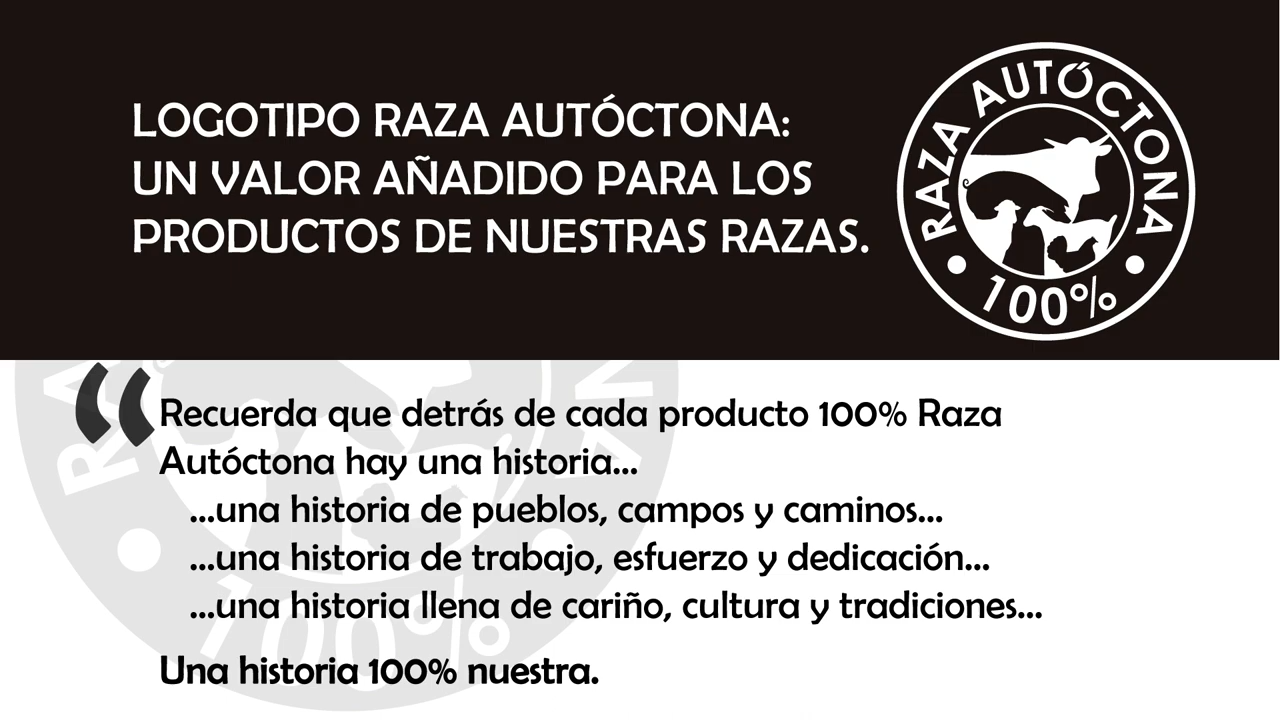 LOGOTIPO RAZA AUTÓCTONA:
UN VALOR AÑADIDO PARA LOS
PRODUCTOS DE NUESTRAS RAZAS.
RAZA AUTÓCTONA
100%
“Recuerda que detrás de cada producto 100% Raza
Autóctona hay una historia...
...una historia de pueblos, campos y caminos...
...una historia de trabajo, esfuerzo y dedicación...
...una historia llena de cariño, cultura y tradiciones...
Una historia 100% nuestra.
100%